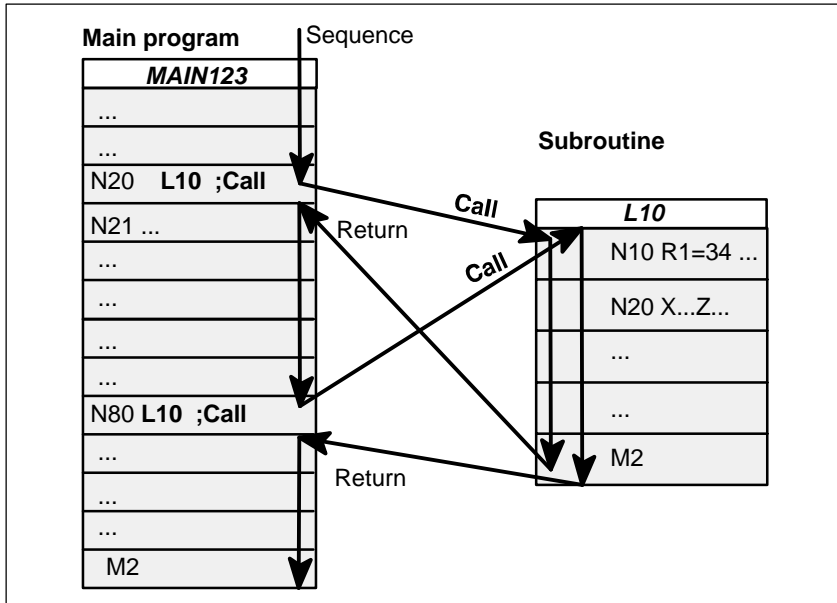 Main program
Sequence
MAIN123
...
...
N20 L10 ;Call
N21 ...
...
...
...
...
N80 L10 ;Call
...
...
...
M2
Return
Return
Call
Call
Subroutine
L10
N10 R1=34 ...
N20 X...Z...
...
...
M2